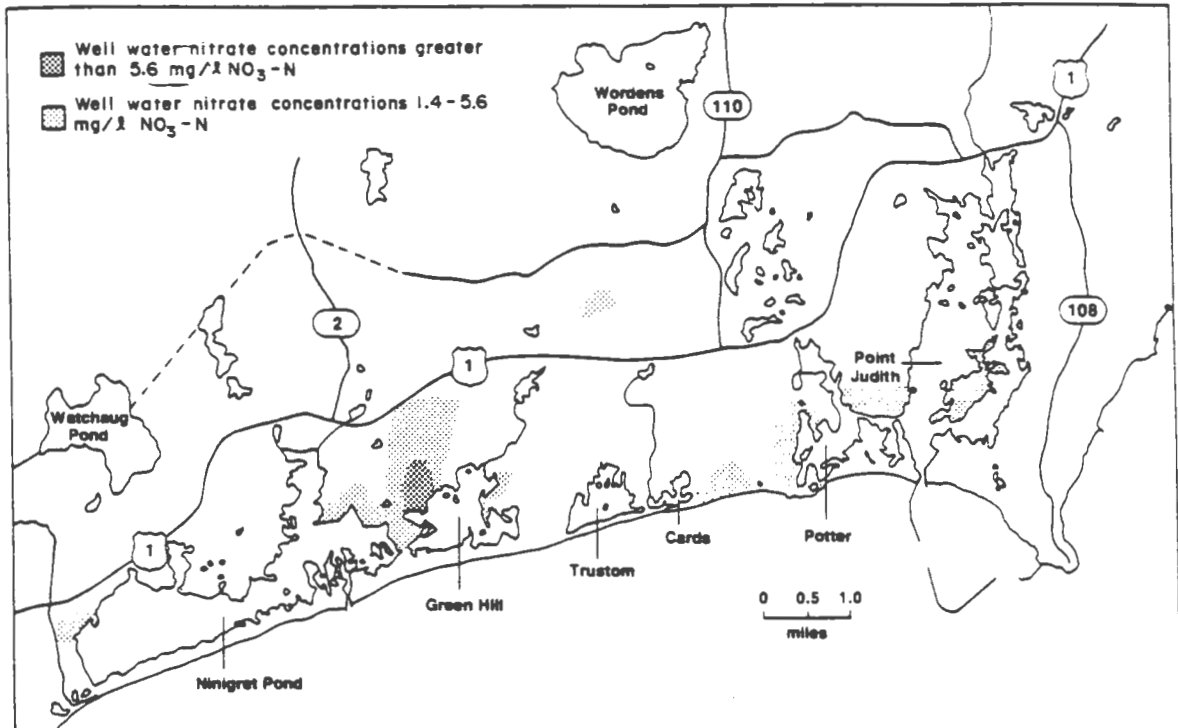 Well water nitrate concentrations greater
than 5.6 mg/ℓ NO₃-N
Well water nitrate concentrations 1.4-5.6
mg/ℓ NO₃-N
Wordens
Pond
110
1
2
1
108
Point
Judith
Watchaug
Pond
1
Cards
Potter
Trustom
Green Hill
0 0.5 1.0
miles
Ninigret Pond